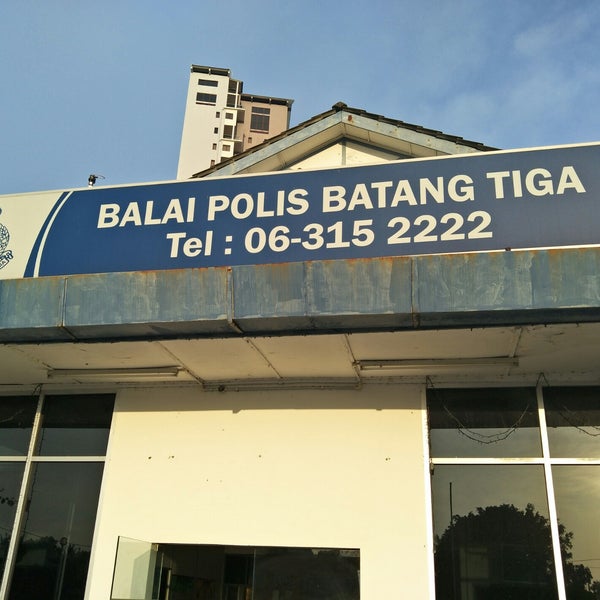 BALAI POLIS BATANG TIGA
Tel : 06-315 2222